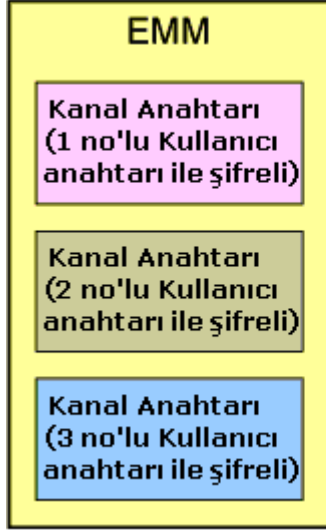 EMM
Kanal Anahtarı
(1 no'lu Kullanıcı
anahtarı ile şifreli)
Kanal Anahtarı
(2 no'lu Kullanıcı
anahtarı ile şifreli)
Kanal Anahtarı
(3 no'lu Kullanıcı
anahtarı ile şifreli)